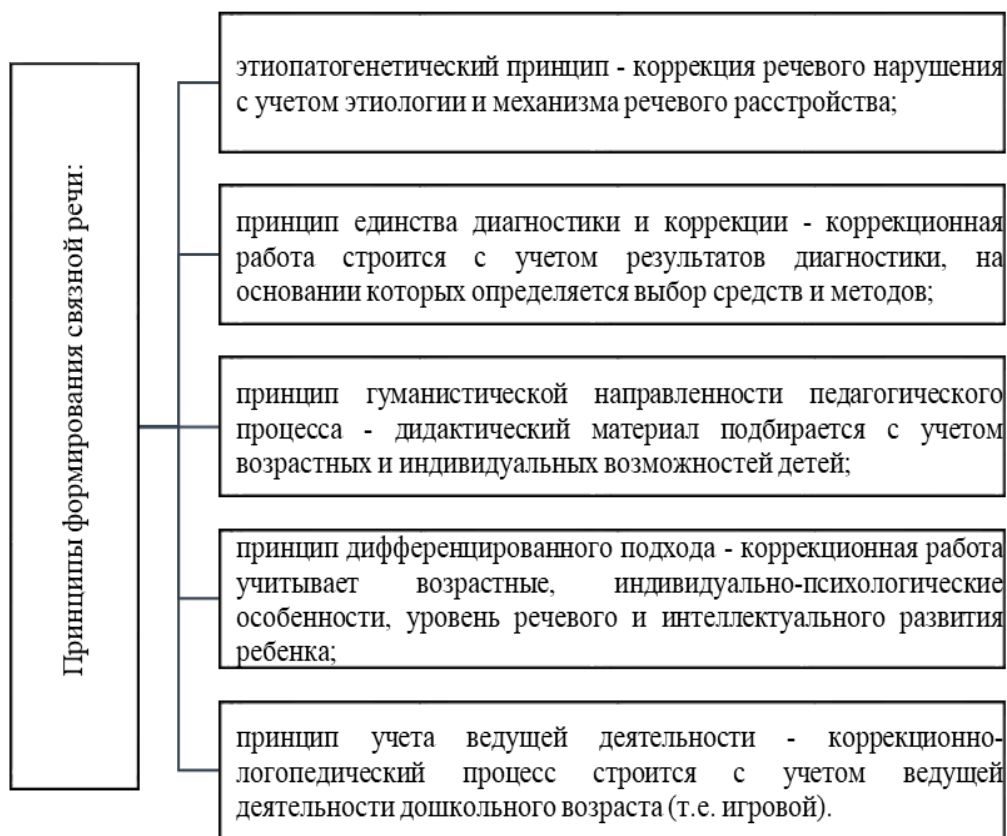 Принципы формирования связной речи:
этиопатогенетический принцип - коррекция речевого нарушения
с учетом этиологии и механизма речевого расстройства;
принцип единства диагностики и коррекции - коррекционная
работа строится с учетом результатов диагностики, на
основании которых определяется выбор средств и методов;
принцип гуманистической направленности педагогического
процесса - дидактический материал подбирается с учетом
возрастных и индивидуальных возможностей детей;
принцип дифференцированного подхода - коррекционная работа
учитывает возрастные, индивидуально-психологические
особенности, уровень речевого и интеллектуального развития
ребенка;
принцип учета ведущей деятельности - коррекционно-
логопедический процесс строится с учетом ведущей
деятельности дошкольного возраста (т.е. игровой).